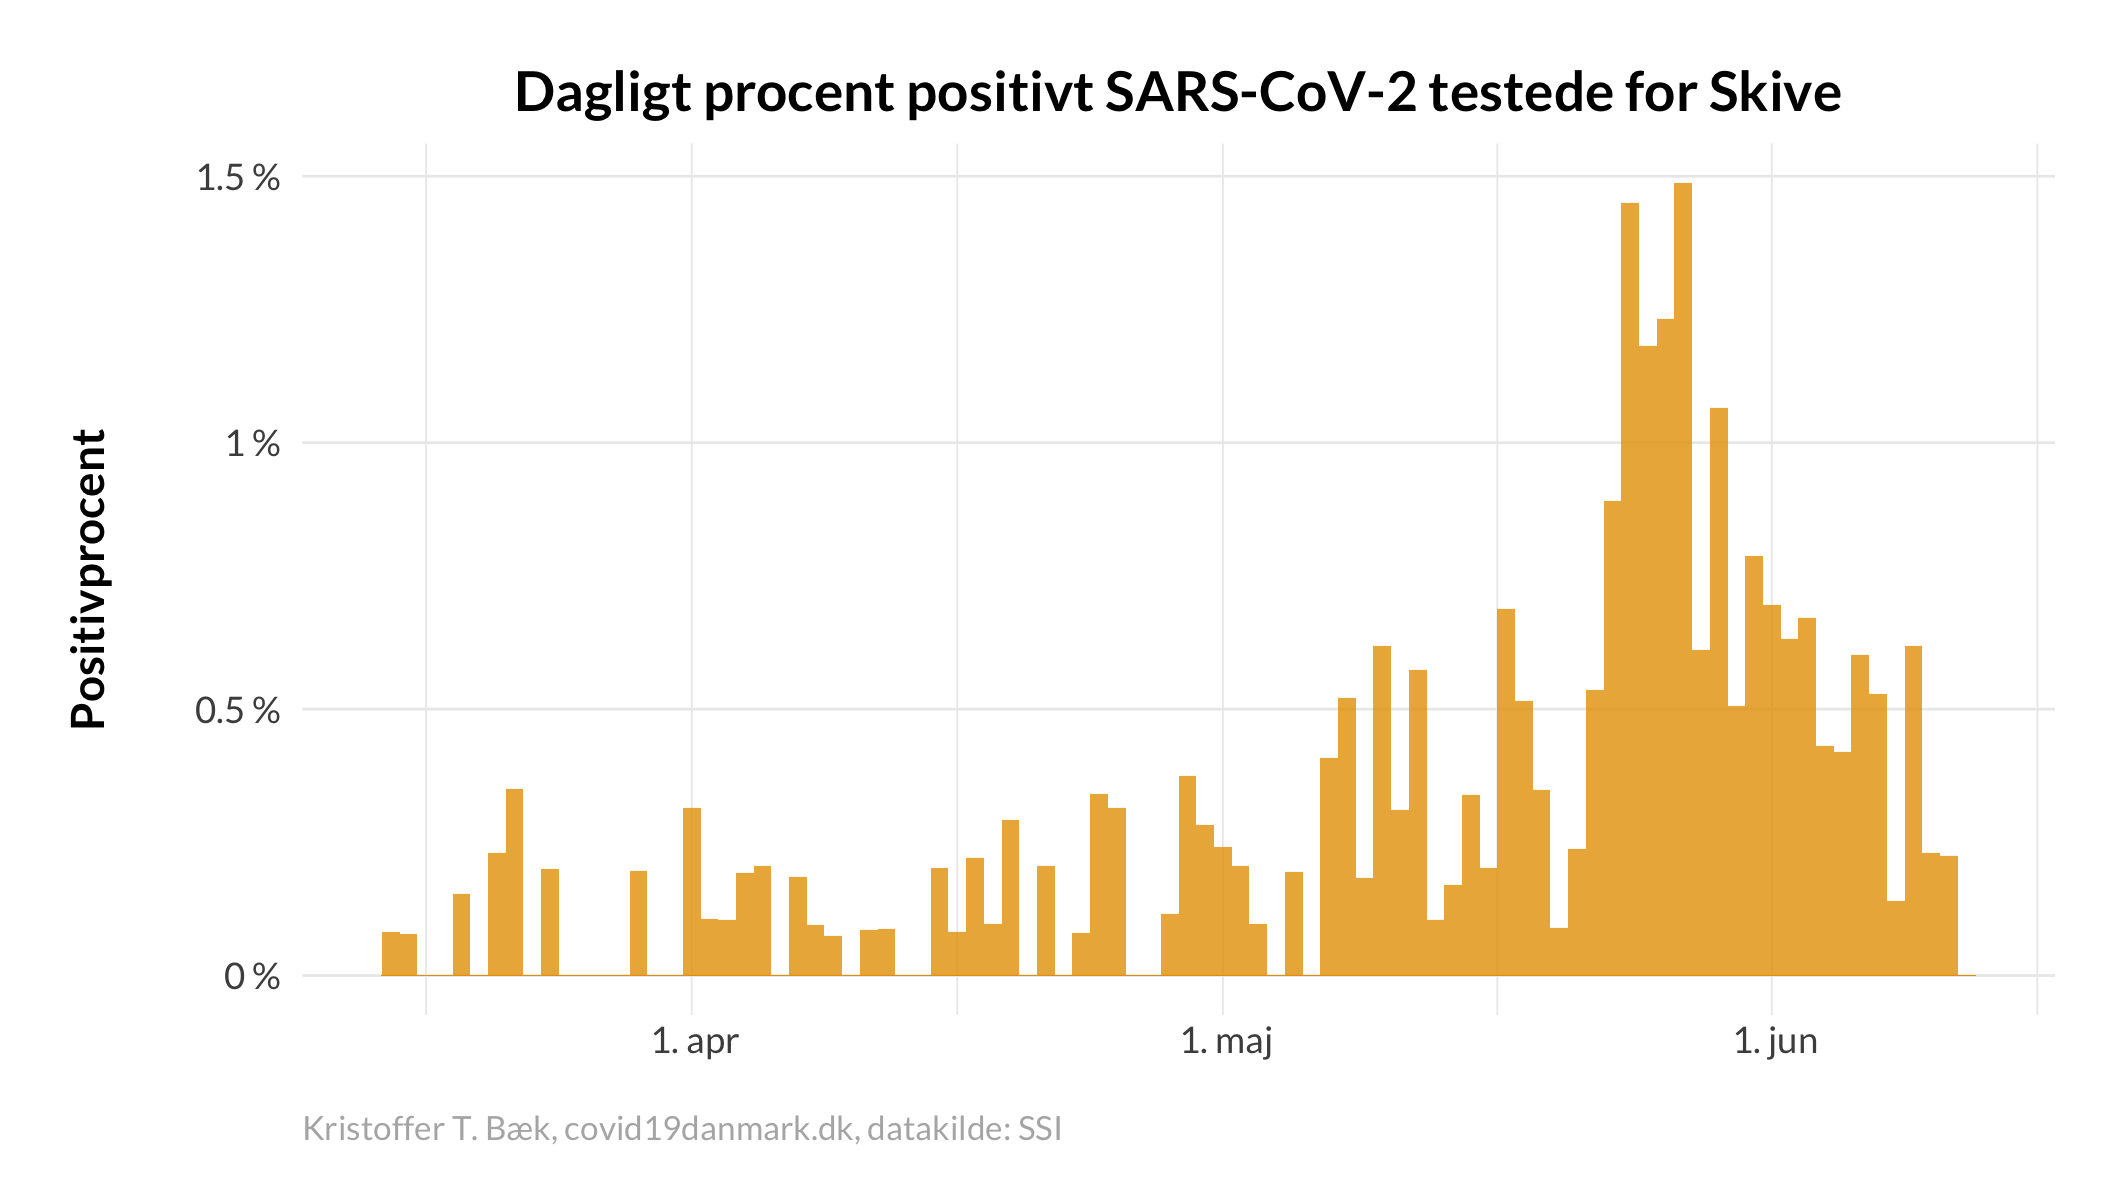 Dagligt procent positivt SARS-CoV-2 testede for Skive
Positivprocent
1.5 %
1 %
0.5 %
0 %
1. apr
1. maj
1. jun
Kristoffer T. Bæk, covid19danmark.dk, datakilde: SSI